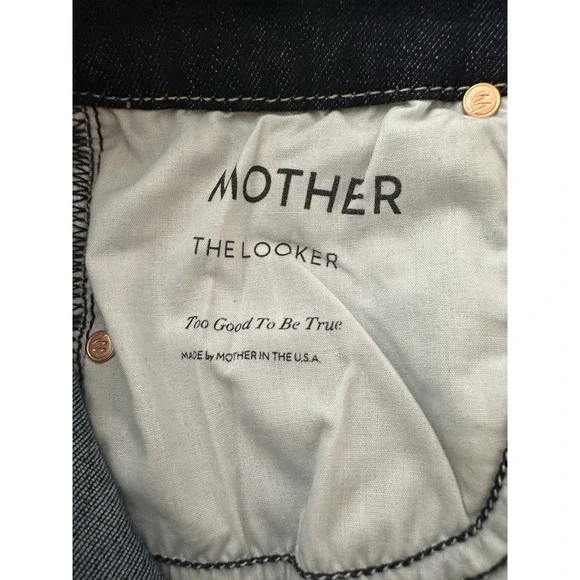 MOTHER
THE LOOKER
Too Good To Be True
MADE by MOTHER IN THE U.S.A.